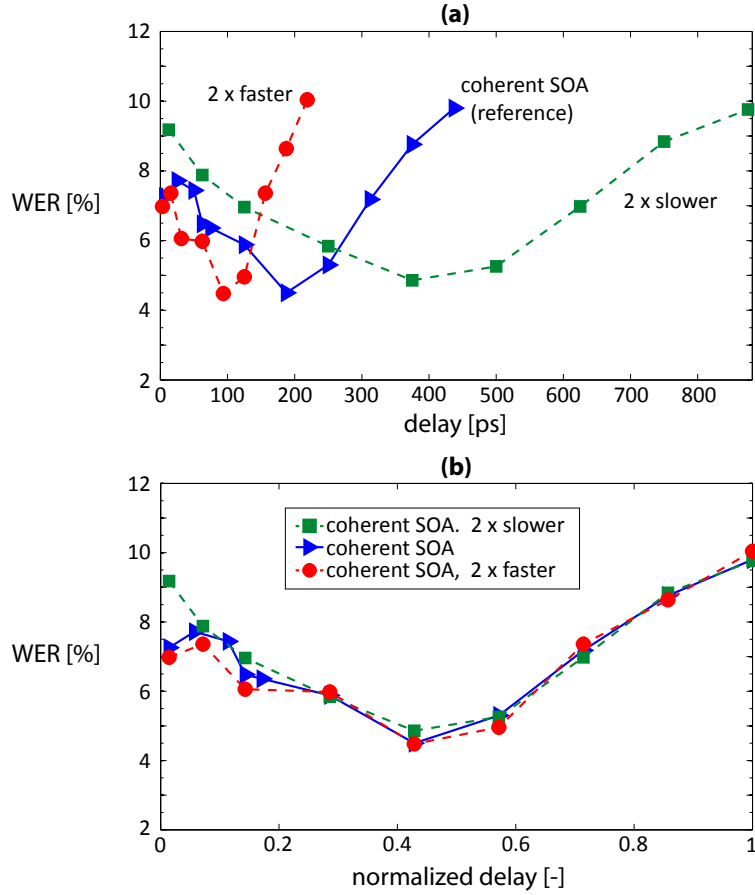 (a)
12
10
8
6
4
2
WER [%]
2 x faster
coherent SOA
(reference)
2 x slower
0 100 200 300 400 500 600 700 800
delay [ps]
(b)
12
10
8
6
4
2
WER [%]
coherent SOA. 2 x slower
coherent SOA
coherent SOA, 2 x faster
0 0.2 0.4 0.6 0.8 1
normalized delay [-]